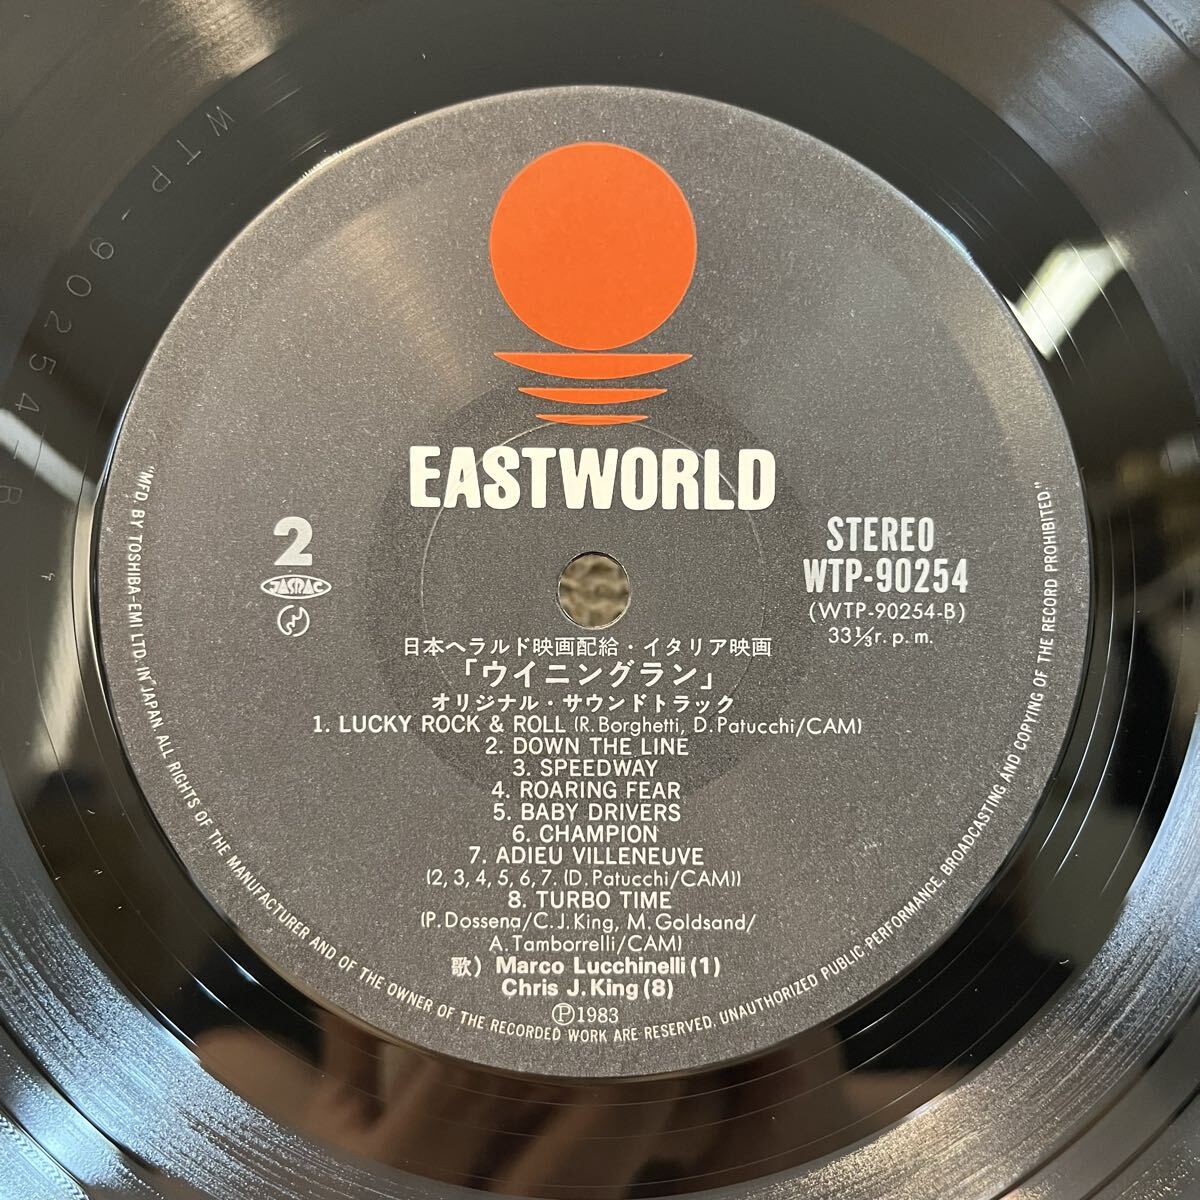 EASTWORLD
2
JASRAC
STEREO
WTP-90254
(WTP-90254-B)
33⅓r.p.m.
日本ヘラルド映画配給・イタリア映画
「ウイニングラン」
オリジナル・サウンドトラック
1. LUCKY ROCK & ROLL (R. Borghetti, D. Patucchi/CAM)
2. DOWN THE LINE
3. SPEEDWAY
4. ROARING FEAR
5. BABY DRIVERS
6. CHAMPION
7. ADIEU VILLENEUVE
(2, 3, 4, 5, 6, 7. (D. Patucchi/CAM))
8. TURBO TIME
(P. Dossena/C. J. King, M. Goldsand/
A. Tamborrelli/CAM)
歌) Marco Lucchinelli (1)
Chris J. King (8)
Ⓟ1983
"MFD. BY TOSHIBA-EMI LTD. IN JAPAN ALL RIGHTS OF THE MANUFACTURER AND OF THE OWNER OF THE RECORDED WORK ARE RESERVED. UNAUTHORIZED PUBLIC PERFORMANCE, BROADCASTING AND COPYING OF THE RECORD PROHIBITED."
WTP-90254-B